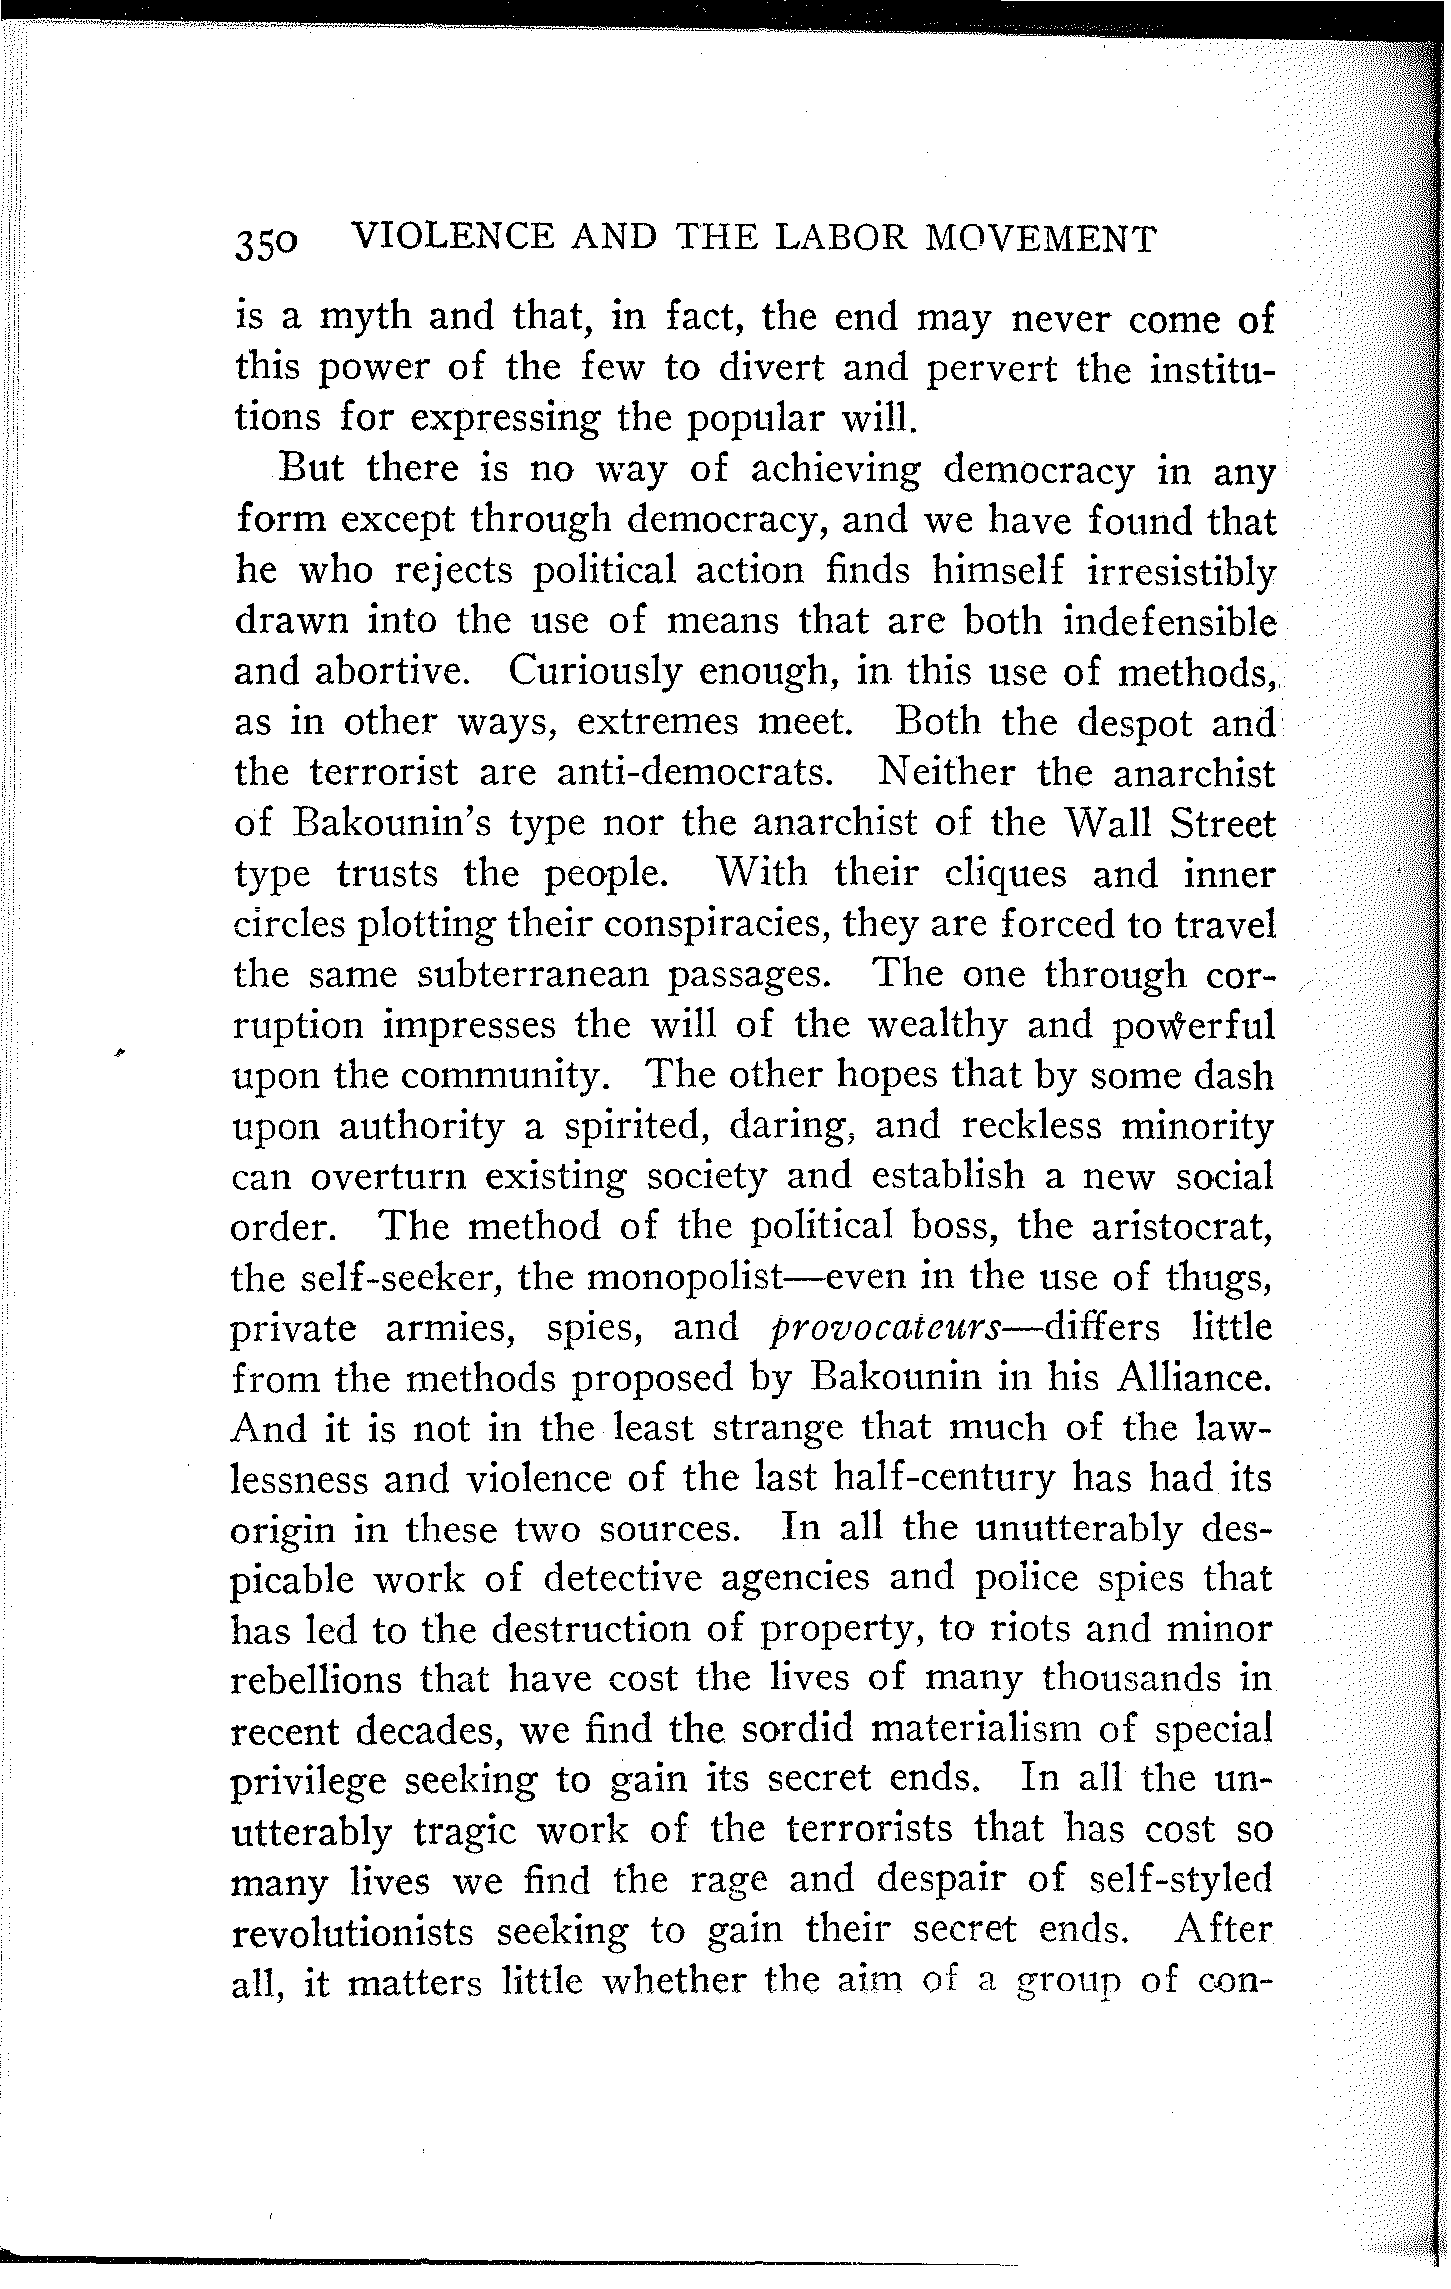 350 VIOLENCE AND THE LABOR MOVEMENT
is a myth and that, in fact, the end may never come of
this power of the few to divert and pervert the institu-
tions for expressing the popular will.
But there is no way of achieving democracy in any
form except through democracy, and we have found that
he who rejects political action finds himself irresistibly
drawn into the use of means that are both indefensible
and abortive. Curiously enough, in this use of methods,
as in other ways, extremes meet. Both the despot and
the terrorist are anti-democrats. Neither the anarchist
of Bakounin's type nor the anarchist of the Wall Street
type trusts the people. With their cliques and inner
circles plotting their conspiracies, they are forced to travel
the same subterranean passages. The one through cor-
ruption impresses the will of the wealthy and powerful
upon the community. The other hopes that by some dash
upon authority a spirited, daring, and reckless minority
can overturn existing society and establish a new social
order. The method of the political boss, the aristocrat,
the self-seeker, the monopolist—even in the use of thugs,
private armies, spies, and provocateurs—differs little
from the methods proposed by Bakounin in his Alliance.
And it is not in the least strange that much of the law-
lessness and violence of the last half-century has had its
origin in these two sources. In all the unutterably des-
picable work of detective agencies and police spies that
has led to the destruction of property, to riots and minor
rebellions that have cost the lives of many thousands in
recent decades, we find the sordid materialism of special
privilege seeking to gain its secret ends. In all the un-
utterably tragic work of the terrorists that has cost so
many lives we find the rage and despair of self-styled
revolutionists seeking to gain their secret ends. After
all, it matters little whether the aim of a group of con-